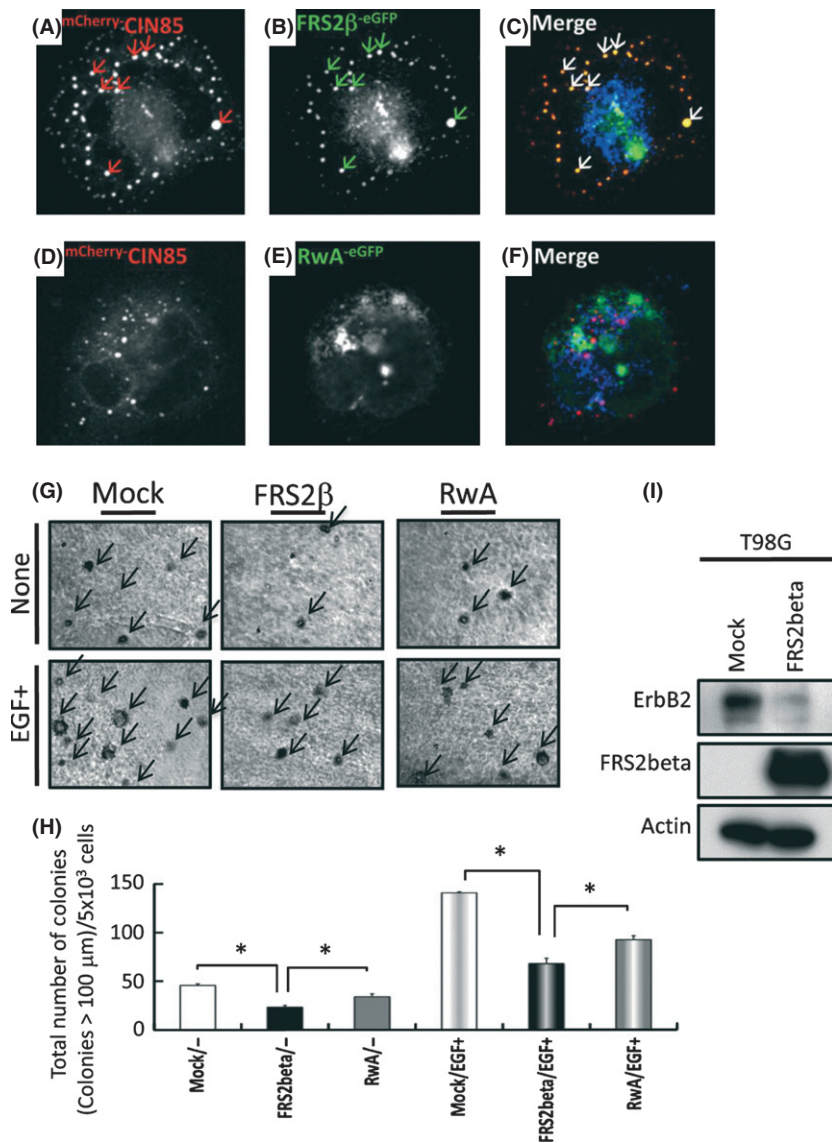 (A) mCherry-CIN85
(B) FRS2β-eGFP
(C) Merge
(D) mCherry-CIN85
(E) RwA-eGFP
(F) Merge
(G) Mock FRS2β RwA
None
EGF+
(I)
T98G
Mock FRS2beta
ErbB2
FRS2beta
Actin
(H)
Total number of colonies
(Colonies > 100 μm)/5x10³ cells
150
100
50
0
* * * *
Mock/−
FRS2beta/−
RwA/−
Mock/EGF+
FRS2beta/EGF+
RwA/EGF+